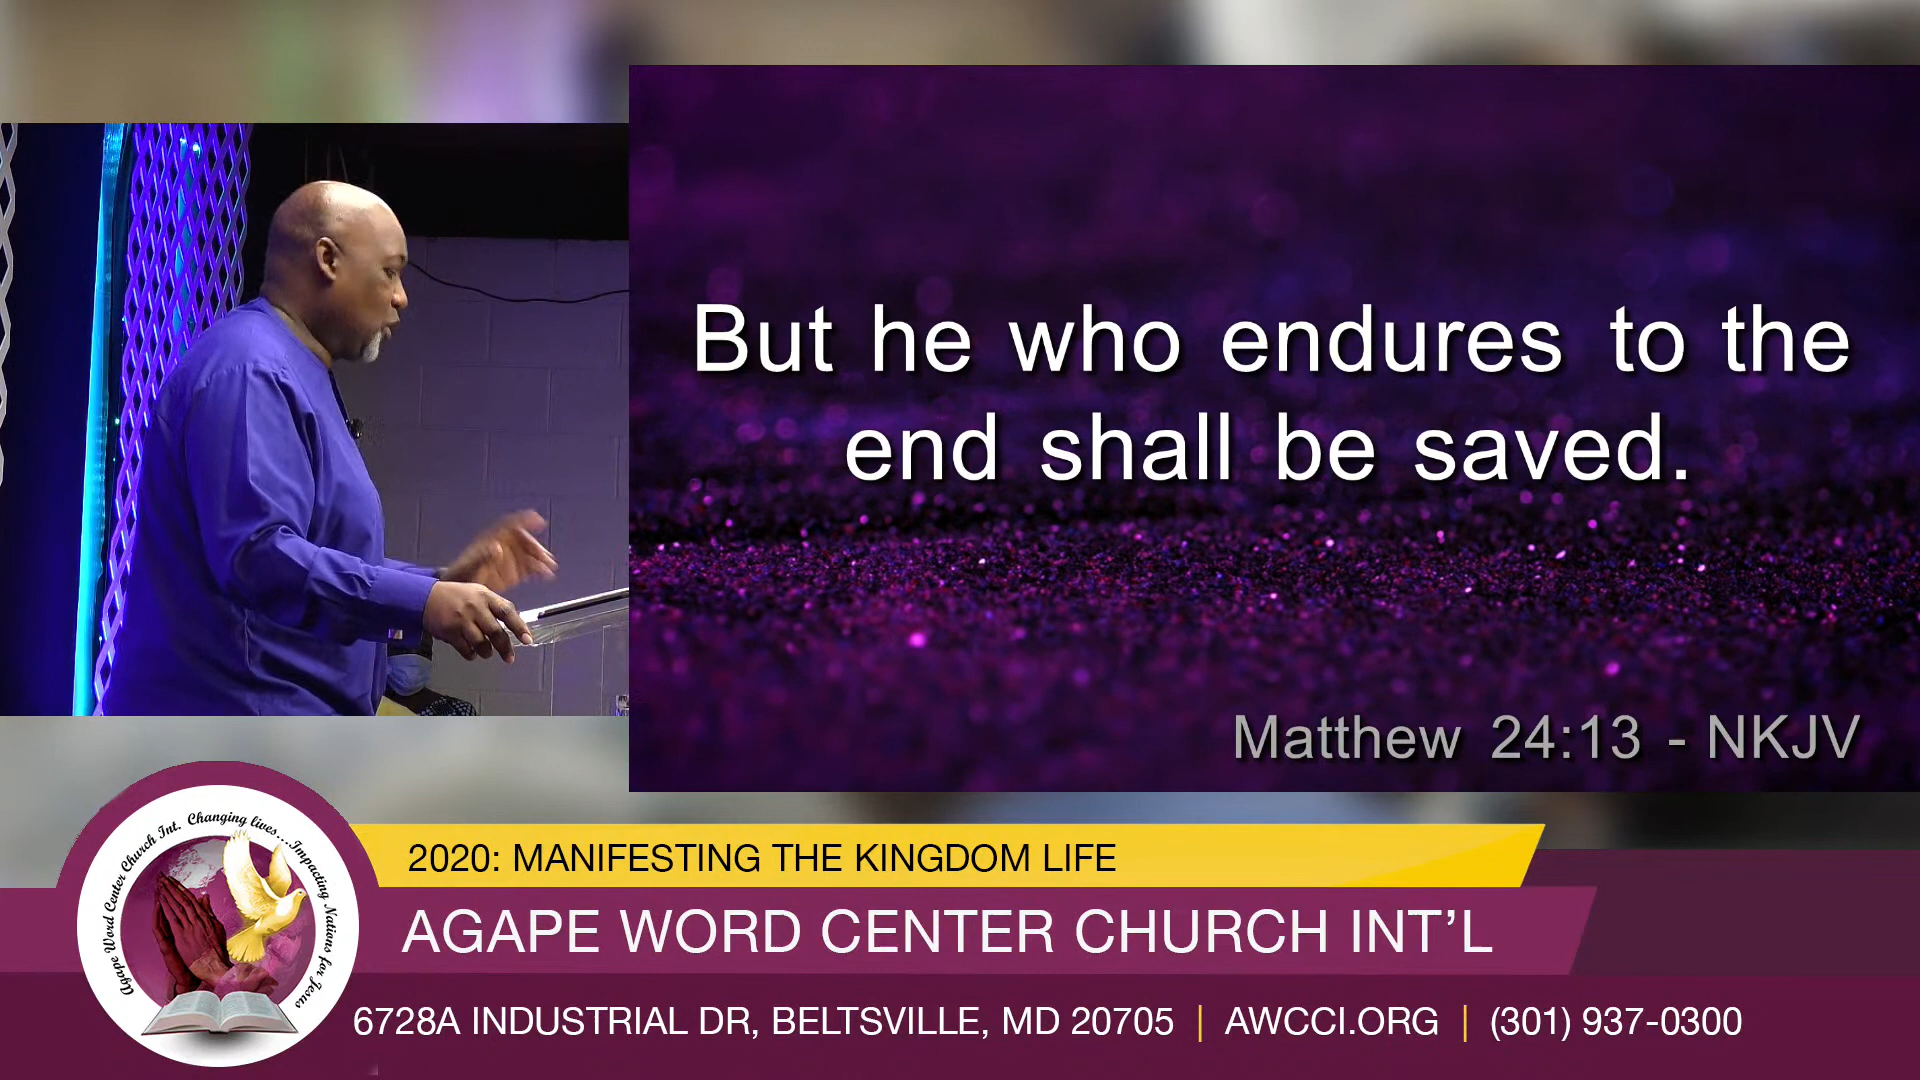 But he who endures to the
end shall be saved.
Matthew 24:13 - NKJV
2020: MANIFESTING THE KINGDOM LIFE
AGAPE WORD CENTER CHURCH INT'L
6728A INDUSTRIAL DR, BELTSVILLE, MD 20705 | AWCCI.ORG | (301) 937-0300
Agape Word Center Church Int. Changing lives...Impacting Nations for Jesus